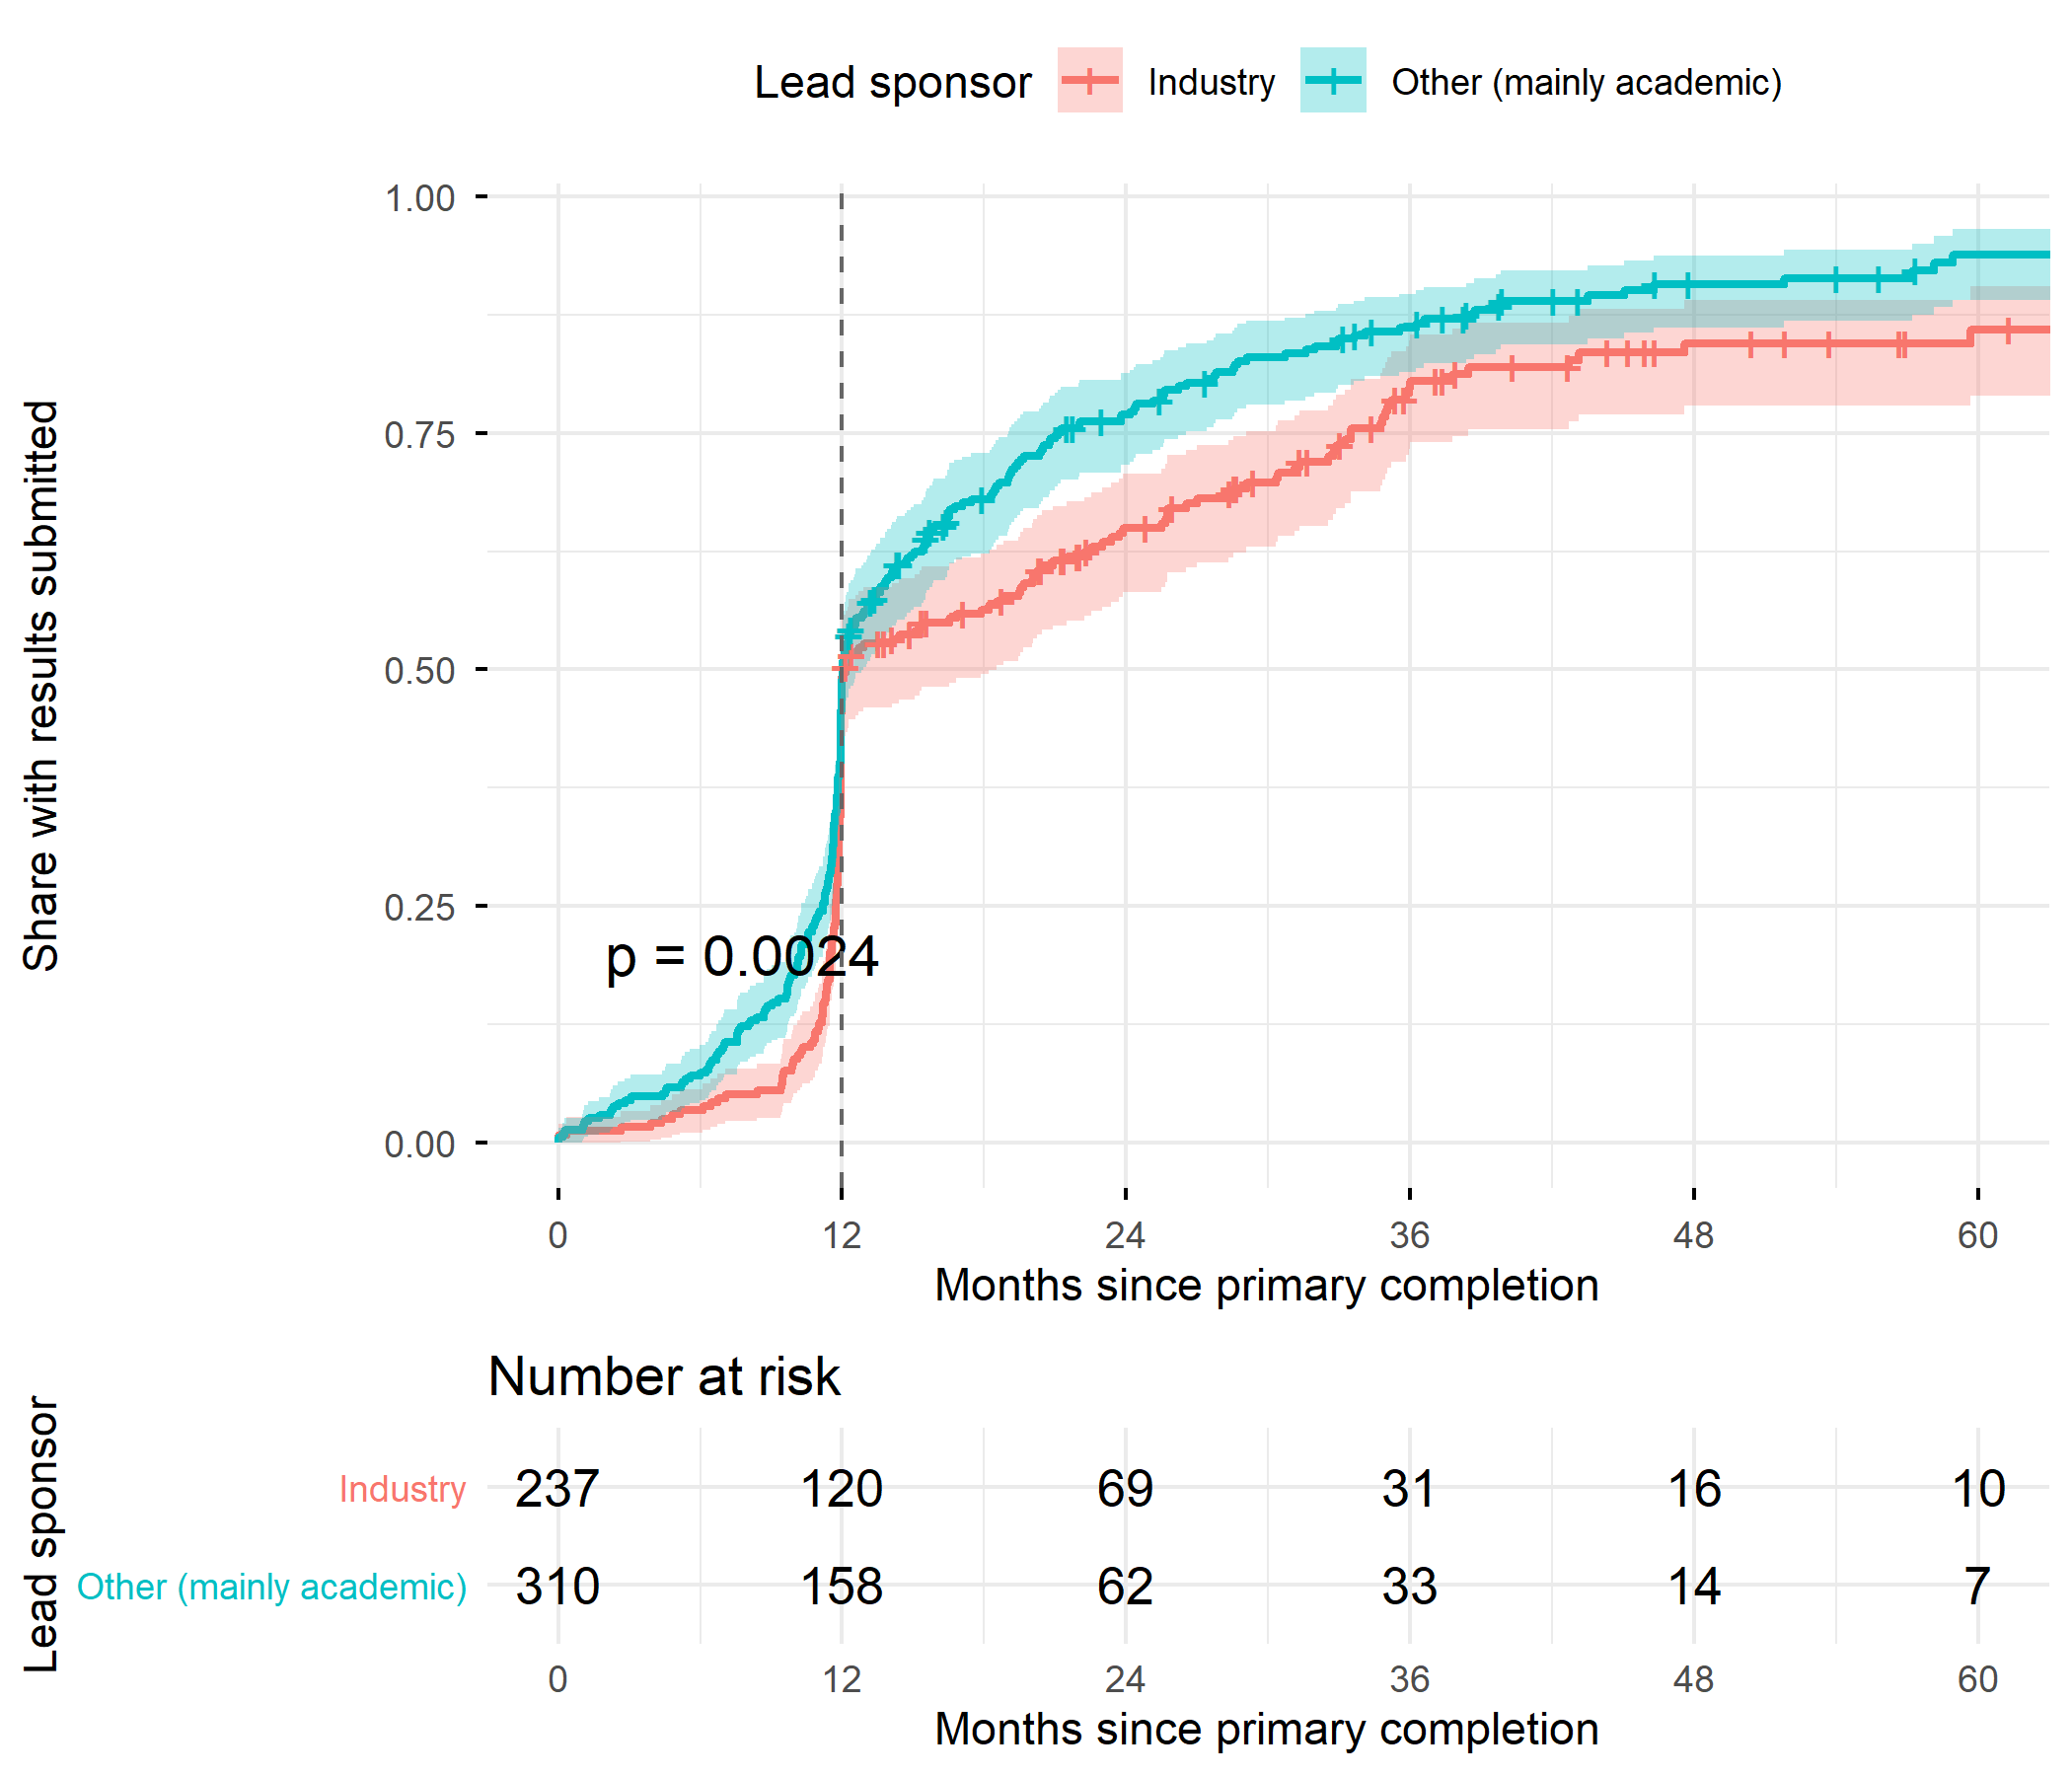 Lead sponsor Industry Other (mainly academic)
Share with results submitted
1.00
0.75
0.50
0.25
0.00
p = 0.0024
0 12 24 36 48 60
Months since primary completion
Number at risk
Lead sponsor
Industry 237 120 69 31 16 10
Other (mainly academic) 310 158 62 33 14 7
0 12 24 36 48 60
Months since primary completion